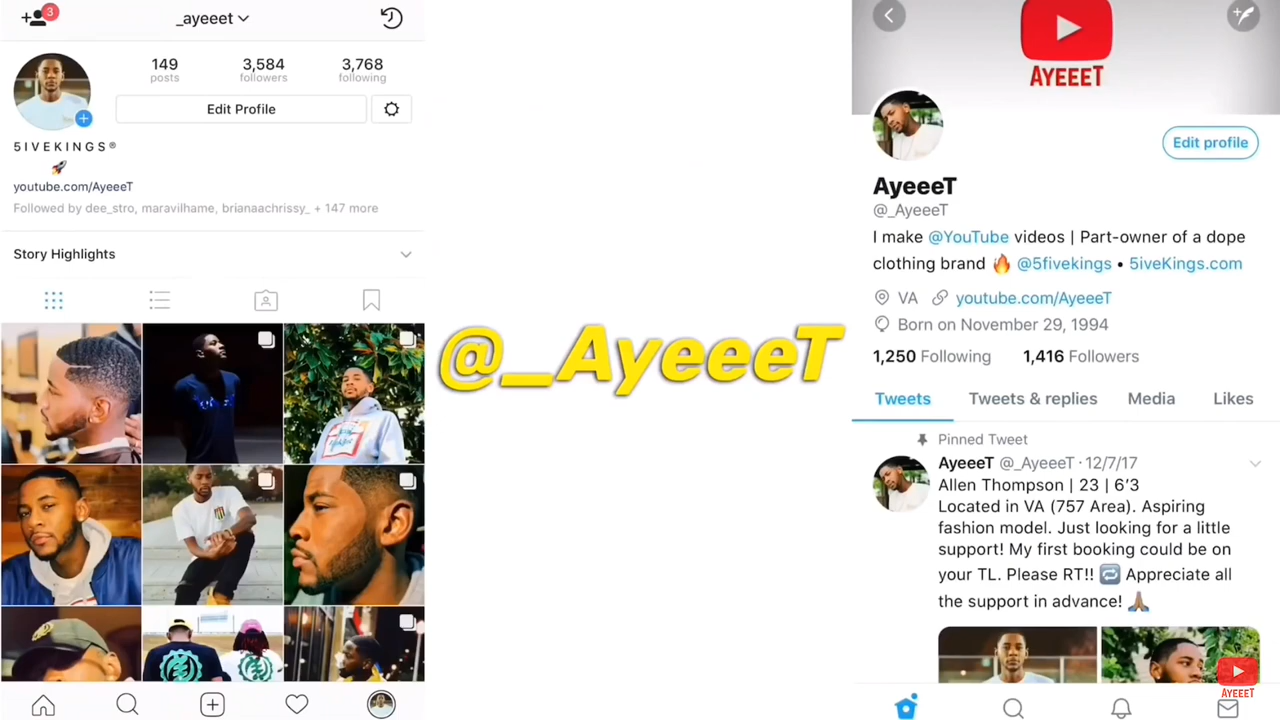 3
_ayeeet
149
posts
3,584
followers
3,768
following
Edit Profile
5IVEKINGS®
youtube.com/AyeeeT
Followed by dee_stro, maravilhame, brianaachrissy_ + 147 more
Story Highlights
@_AyeeeT
AYEEET
Edit profile
AyeeeT
@_AyeeeT
I make @YouTube videos | Part-owner of a dope
clothing brand 🔥 @5fivekings • 5iveKings.com
VA youtube.com/AyeeeT
Born on November 29, 1994
1,250 Following 1,416 Followers
Tweets Tweets & replies Media Likes
Pinned Tweet
AyeeeT @_AyeeeT · 12/7/17
Allen Thompson | 23 | 6’3
Located in VA (757 Area). Aspiring
fashion model. Just looking for a little
support! My first booking could be on
your TL. Please RT!! 🔁 Appreciate all
the support in advance! 🙏🏽
AYEEET